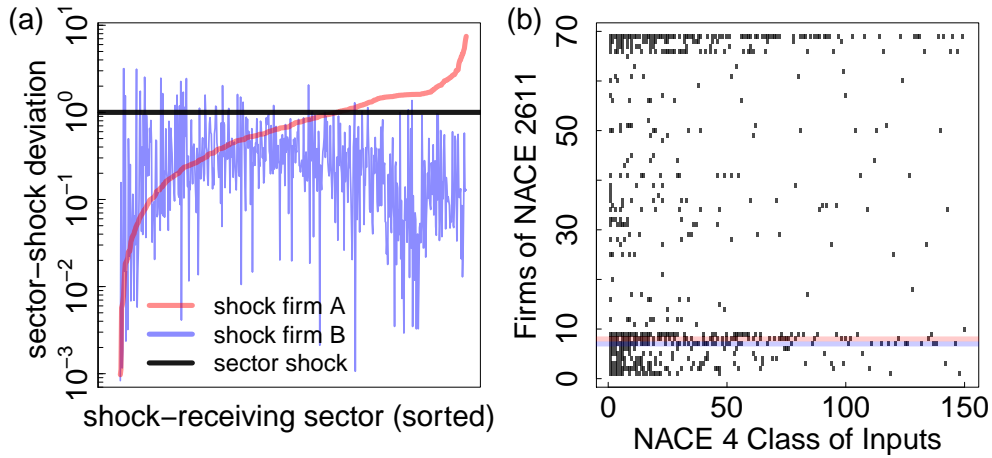 (a)
sector−shock deviation
10^1
10^0
10^−1
10^−2
10^−3
shock firm A
shock firm B
sector shock
shock−receiving sector (sorted)
(b)
Firms of NACE 2611
70
50
30
10
0
0 50 100 150
NACE 4 Class of Inputs